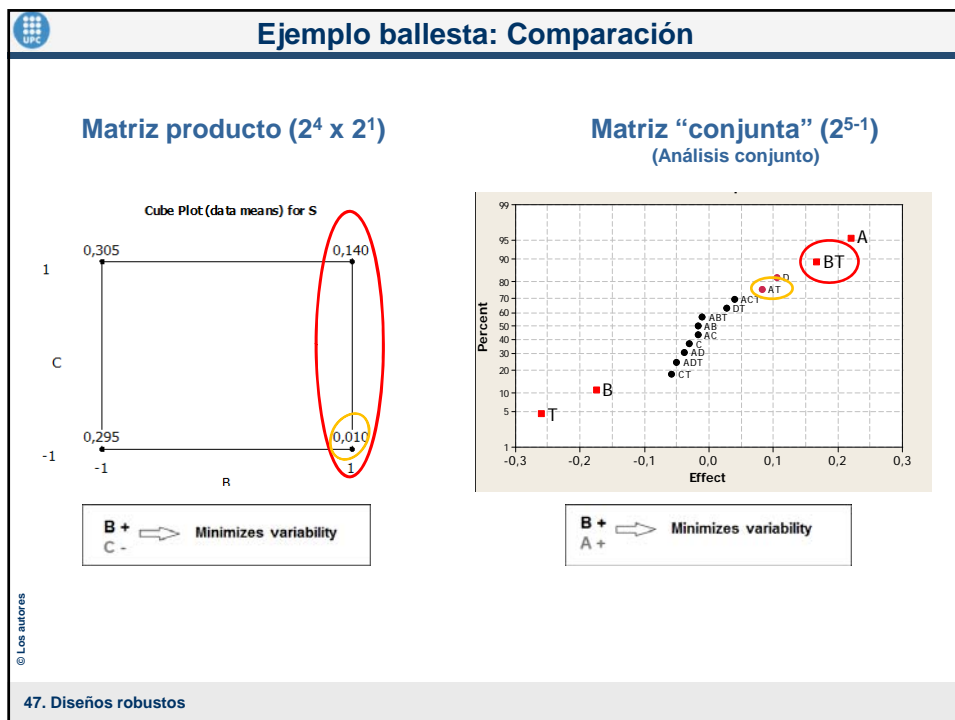 UPC
Ejemplo ballesta: Comparación
Matriz producto (2⁴ x 2¹)
Cube Plot (data means) for S
0,305
0,140
1
C
0,295
0,010
-1
-1
1
B
B +
C -
Minimizes variability
Matriz “conjunta” (2⁵⁻¹)
(Análisis conjunto)
99
95
90
80
70
60
50
40
30
20
10
5
1
Percent
A
BT
D
AT
ACT
DT
ABT
AB
AC
C
AD
ADT
CT
B
T
-0,3
-0,2
-0,1
0,0
0,1
0,2
0,3
Effect
B +
A +
Minimizes variability
© Los autores
47. Diseños robustos